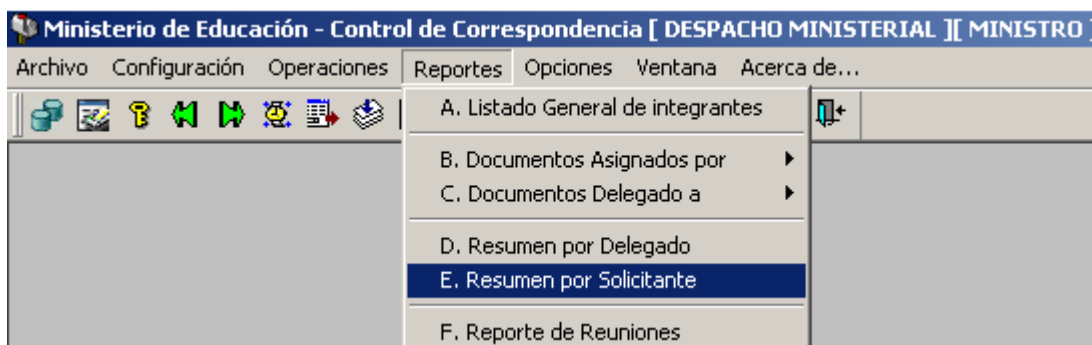 Ministerio de Educación - Control de Correspondencia [ DESPACHO MINISTERIAL ][ MINISTRO ]
Archivo Configuración Operaciones Reportes Opciones Ventana Acerca de...
A. Listado General de integrantes
B. Documentos Asignados por
C. Documentos Delegado a
D. Resumen por Delegado
E. Resumen por Solicitante
F. Reporte de Reuniones